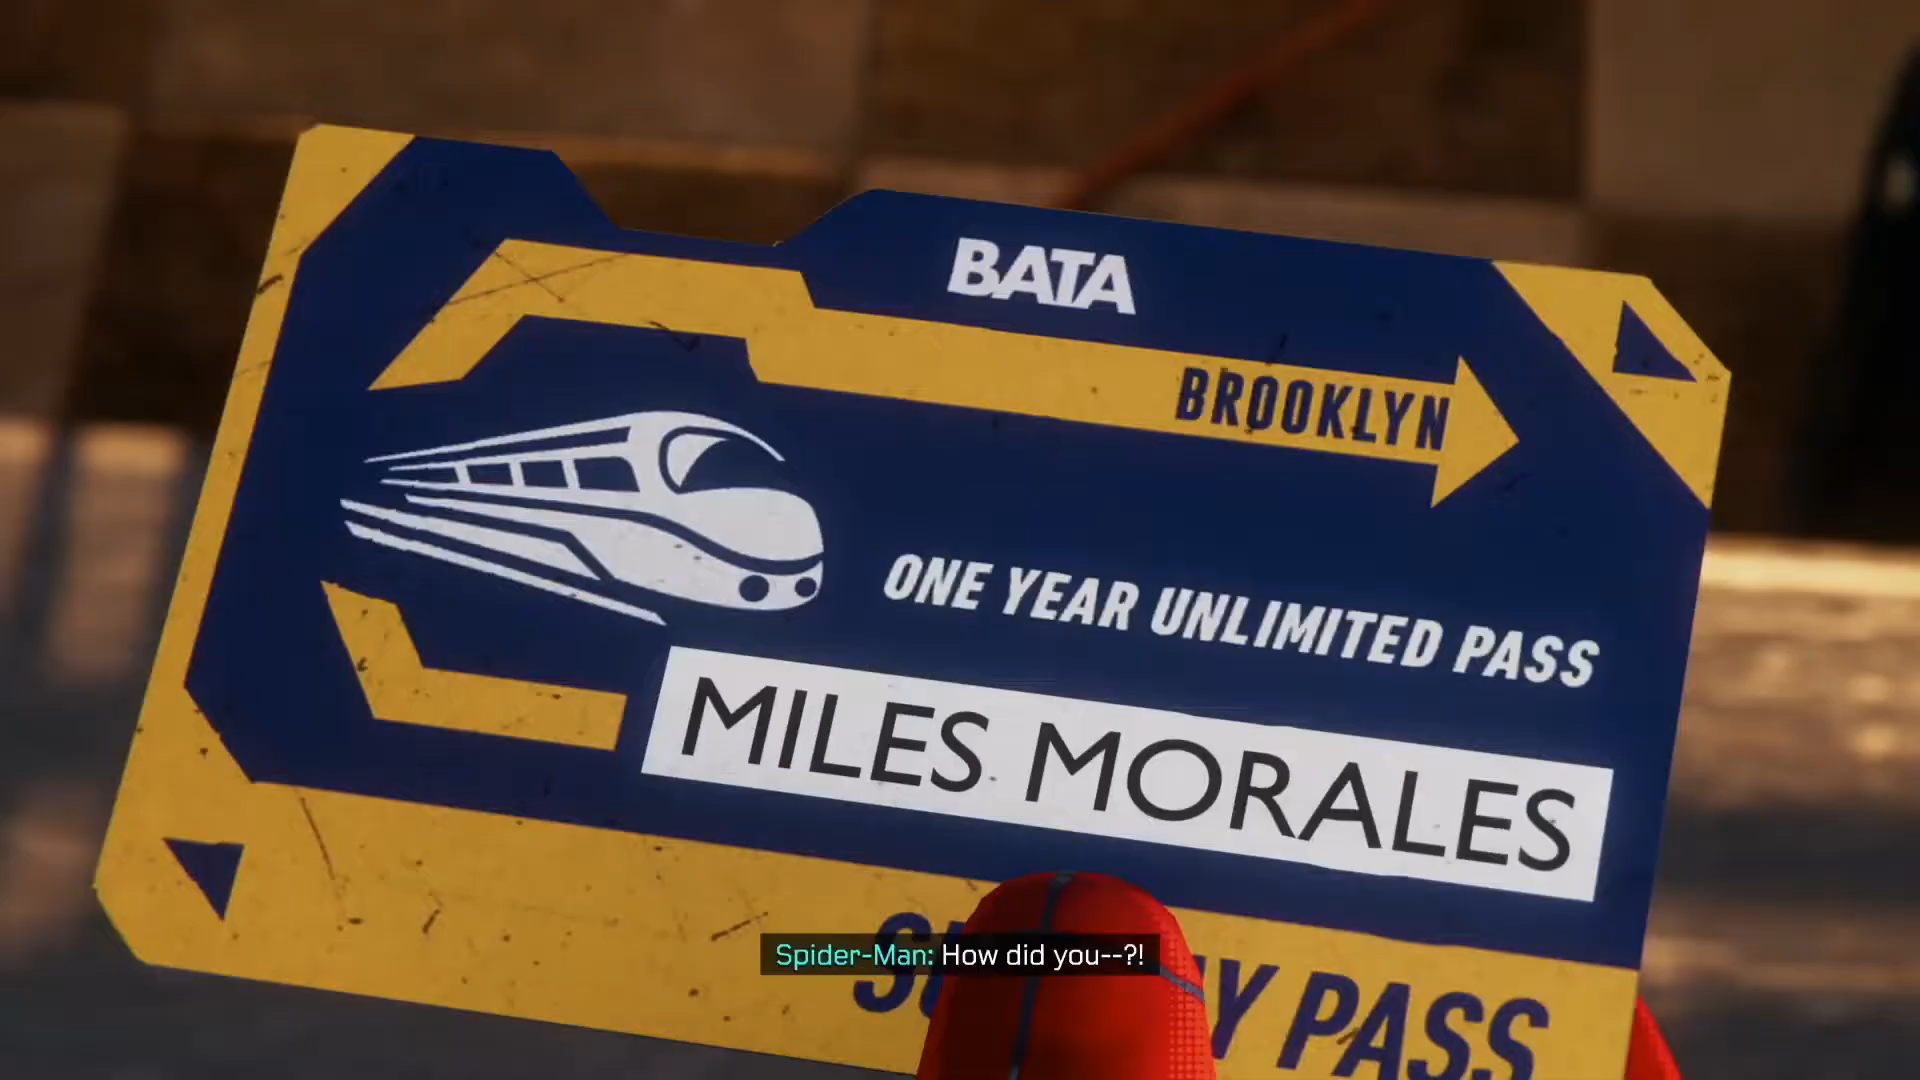 BATA
BROOKLYN
ONE YEAR UNLIMITED PASS
MILES MORALES
PASS
Spider-Man: How did you--?!